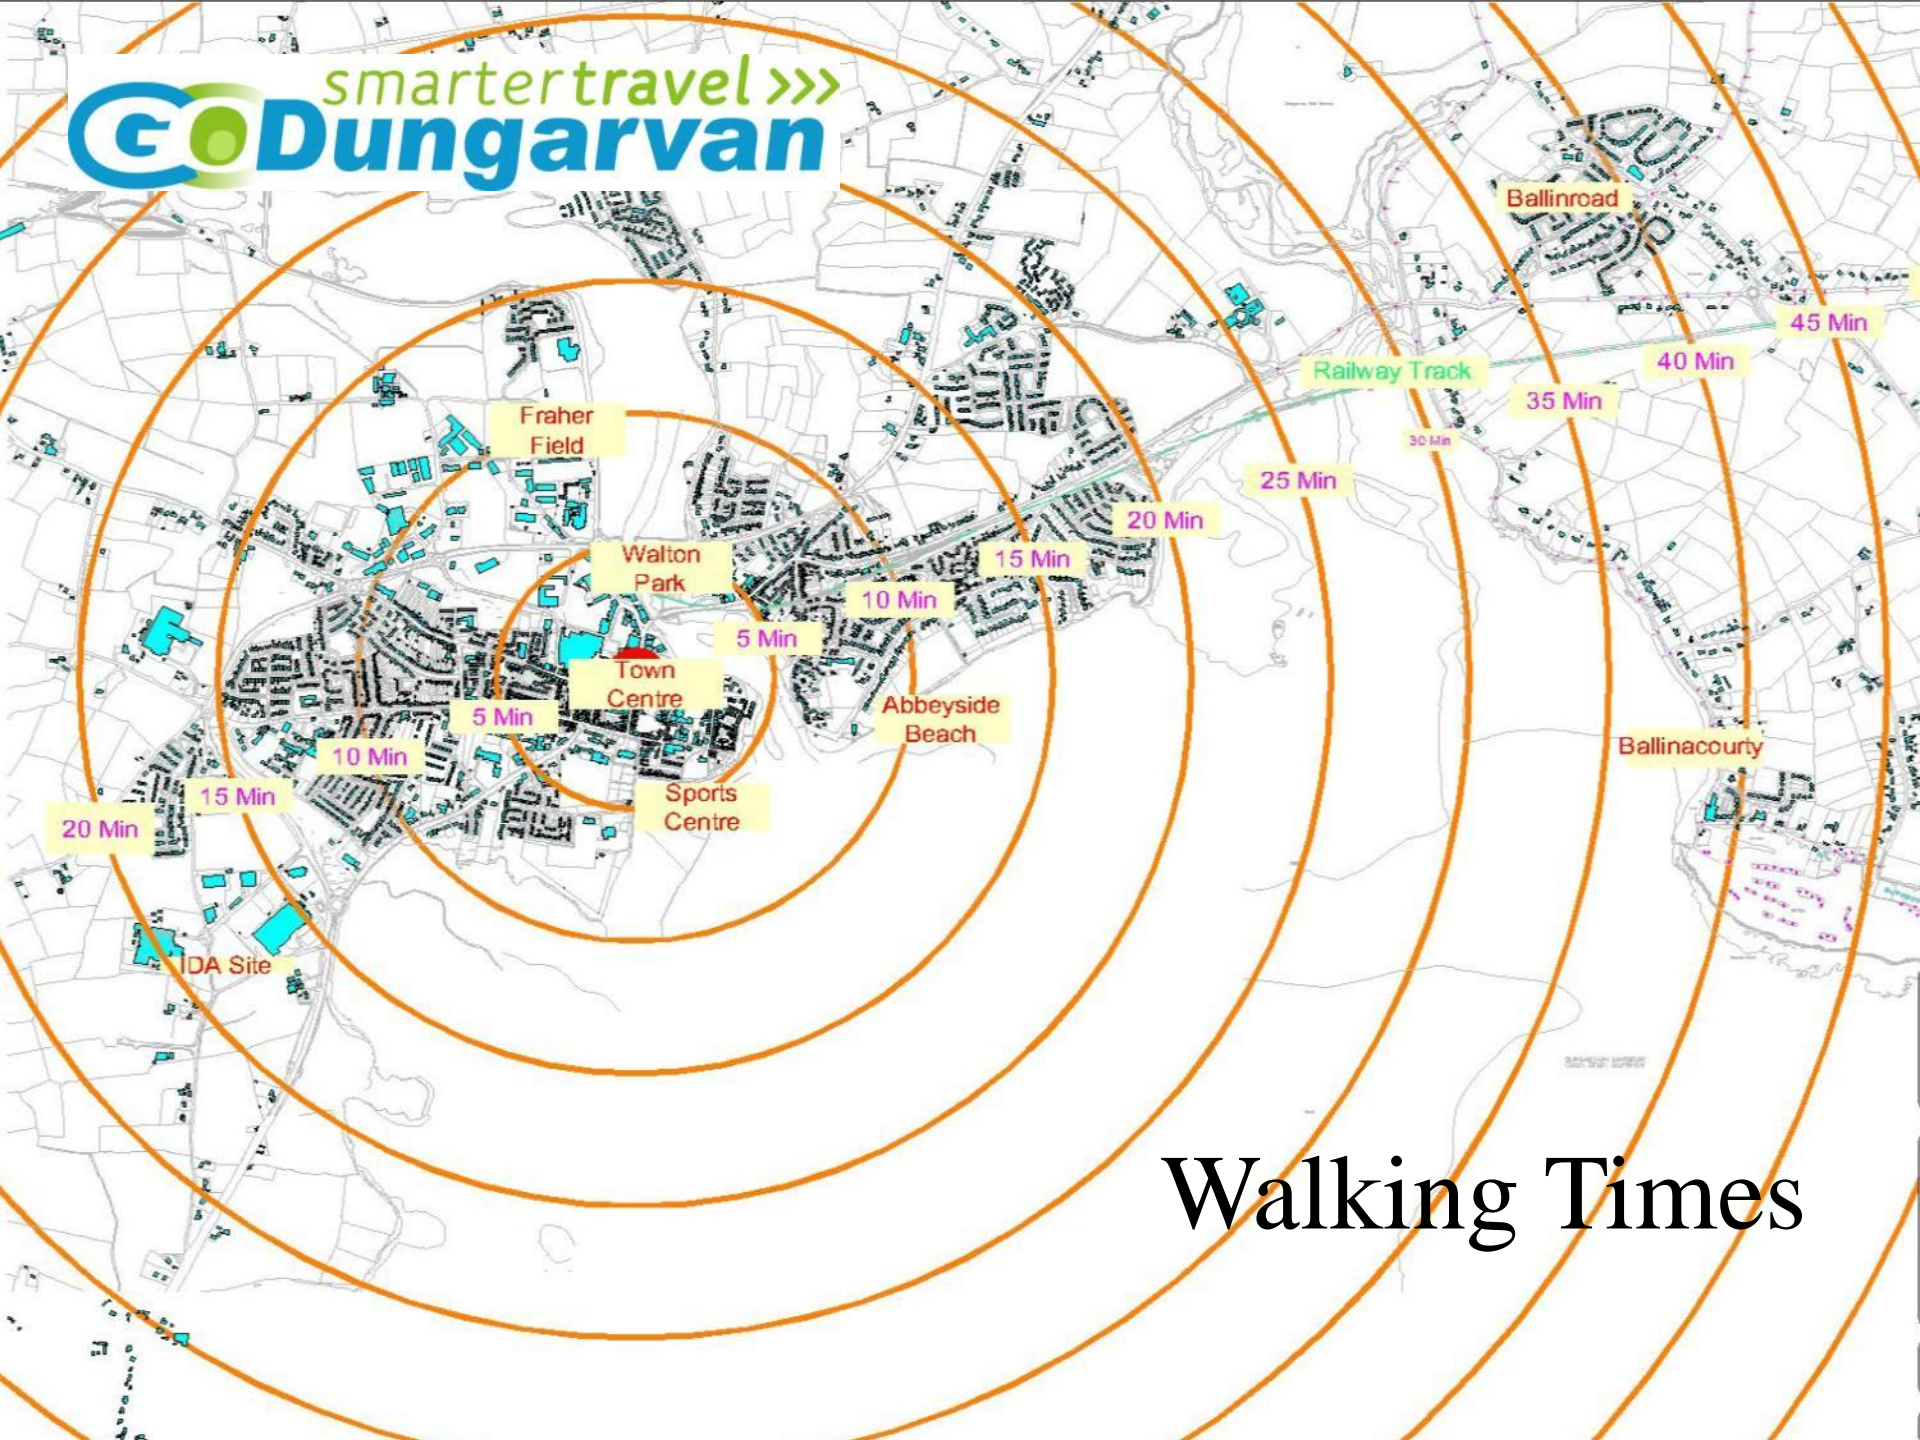 smartertravel >>>
GO Dungarvan
Ballinroad
45 Min
40 Min
Railway Track
35 Min
30 Min
Fraher
Field
25 Min
20 Min
Walton
Park
15 Min
10 Min
5 Min
Town
Centre
5 Min
Abbeyside
Beach
Ballinacourty
10 Min
15 Min
20 Min
Sports
Centre
IDA Site
Walking Times